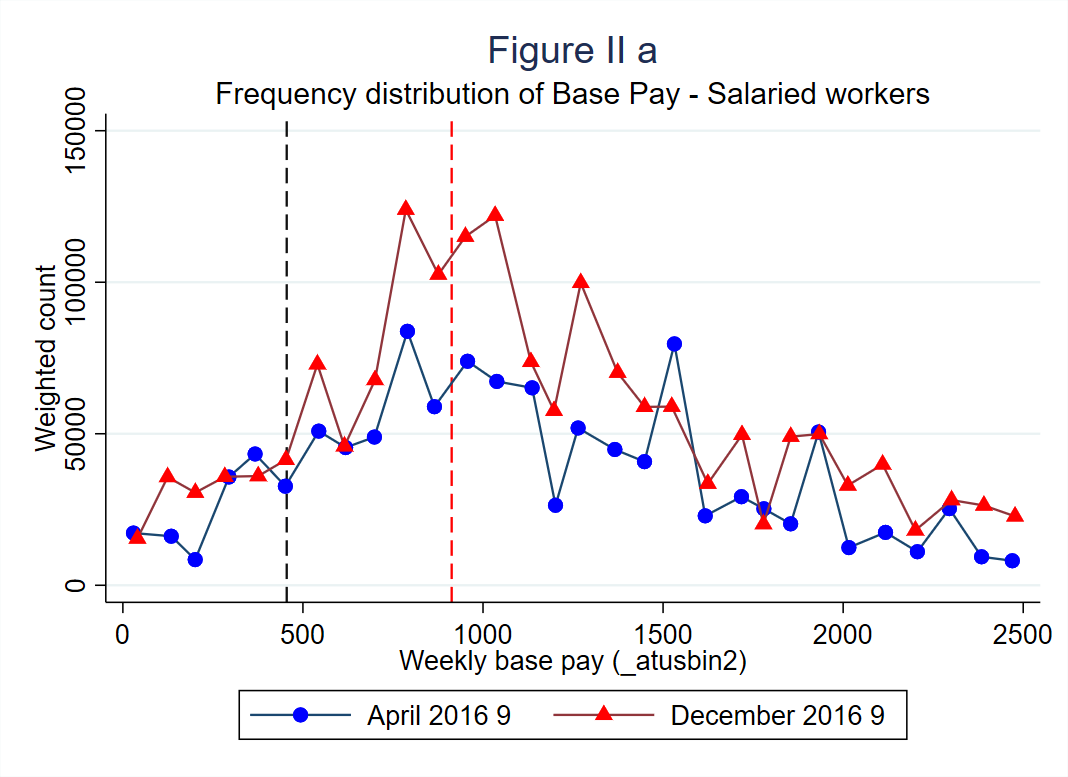 Figure II a
Frequency distribution of Base Pay - Salaried workers
150000
100000
50000
0
Weighted count
0 500 1000 1500 2000 2500
Weekly base pay (_atusbin2)
April 2016 9 December 2016 9